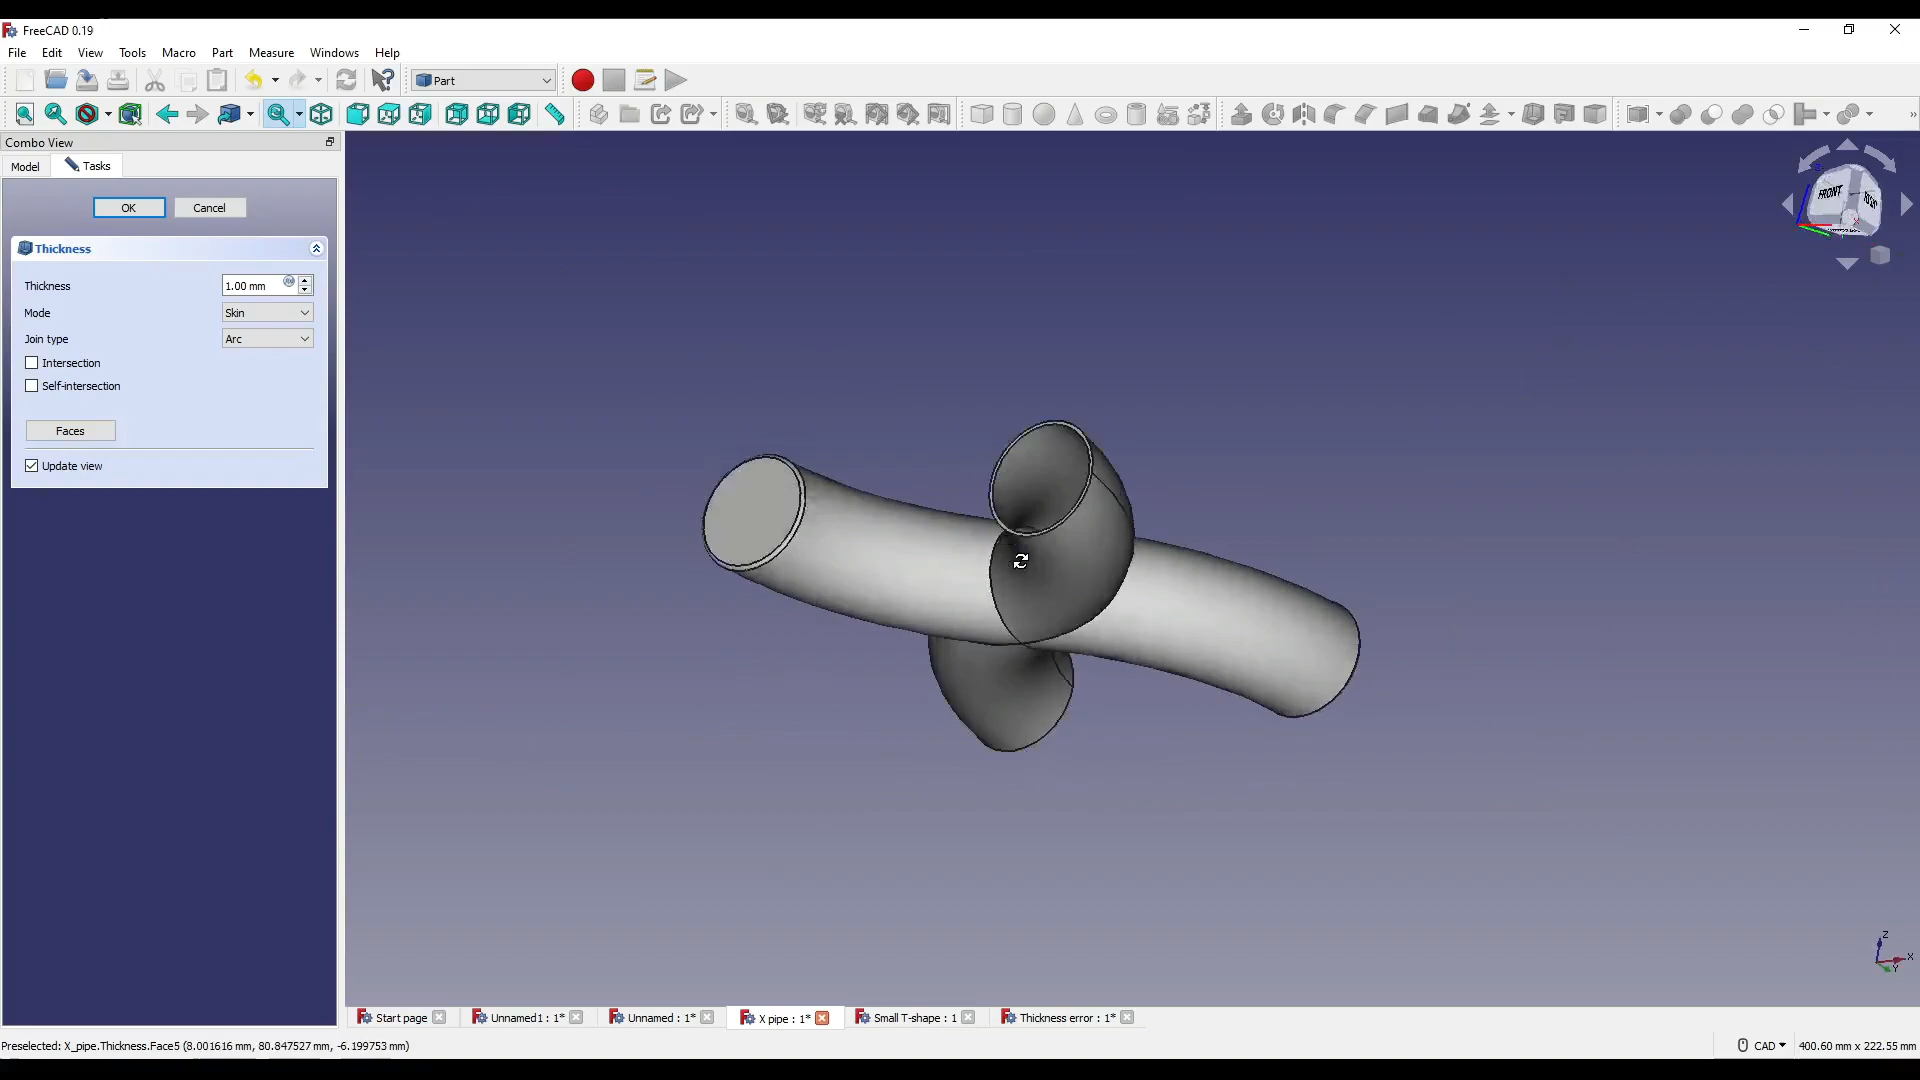 FreeCAD 0.19
File Edit View Tools Macro Part Measure Windows Help
Part
Combo View
Model Tasks
OK Cancel
Thickness
Thickness 1.00 mm
Mode Skin
Join type Arc
Intersection
Self-intersection
Faces
Update view
FRONT
Z
X
Y
Start page Unnamed1 : 1* Unnamed : 1* X pipe : 1* Small T-shape : 1 Thickness error : 1*
Preselected: X_pipe.Thickness.Face5 (8.001616 mm, 80.847527 mm, -6.199753 mm) CAD 400.60 mm x 222.55 mm